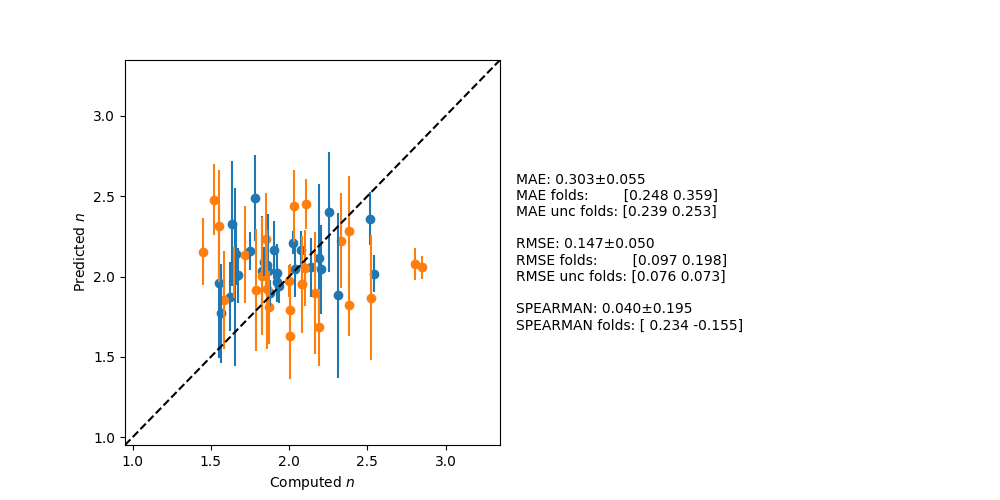 3.0
2.5
2.0
1.5
1.0
Predicted n
1.0 1.5 2.0 2.5 3.0
Computed n
MAE: 0.303±0.055
MAE folds: [0.248 0.359]
MAE unc folds: [0.239 0.253]
RMSE: 0.147±0.050
RMSE folds: [0.097 0.198]
RMSE unc folds: [0.076 0.073]
SPEARMAN: 0.040±0.195
SPEARMAN folds: [ 0.234 -0.155]